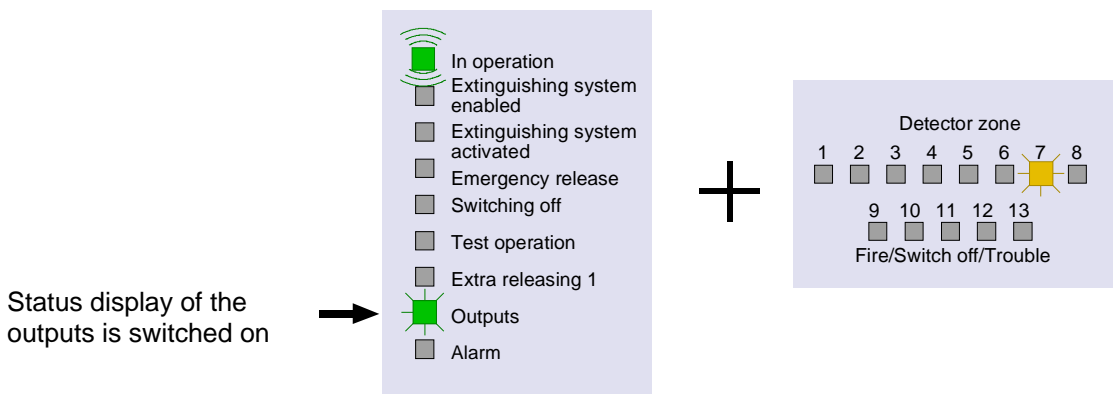 In operation
Extinguishing system
enabled
Extinguishing system
activated
Emergency release
Switching off
Test operation
Extra releasing 1
Outputs
Alarm
Status display of the
outputs is switched on
Detector zone
1 2 3 4 5 6 7 8
9 10 11 12 13
Fire/Switch off/Trouble